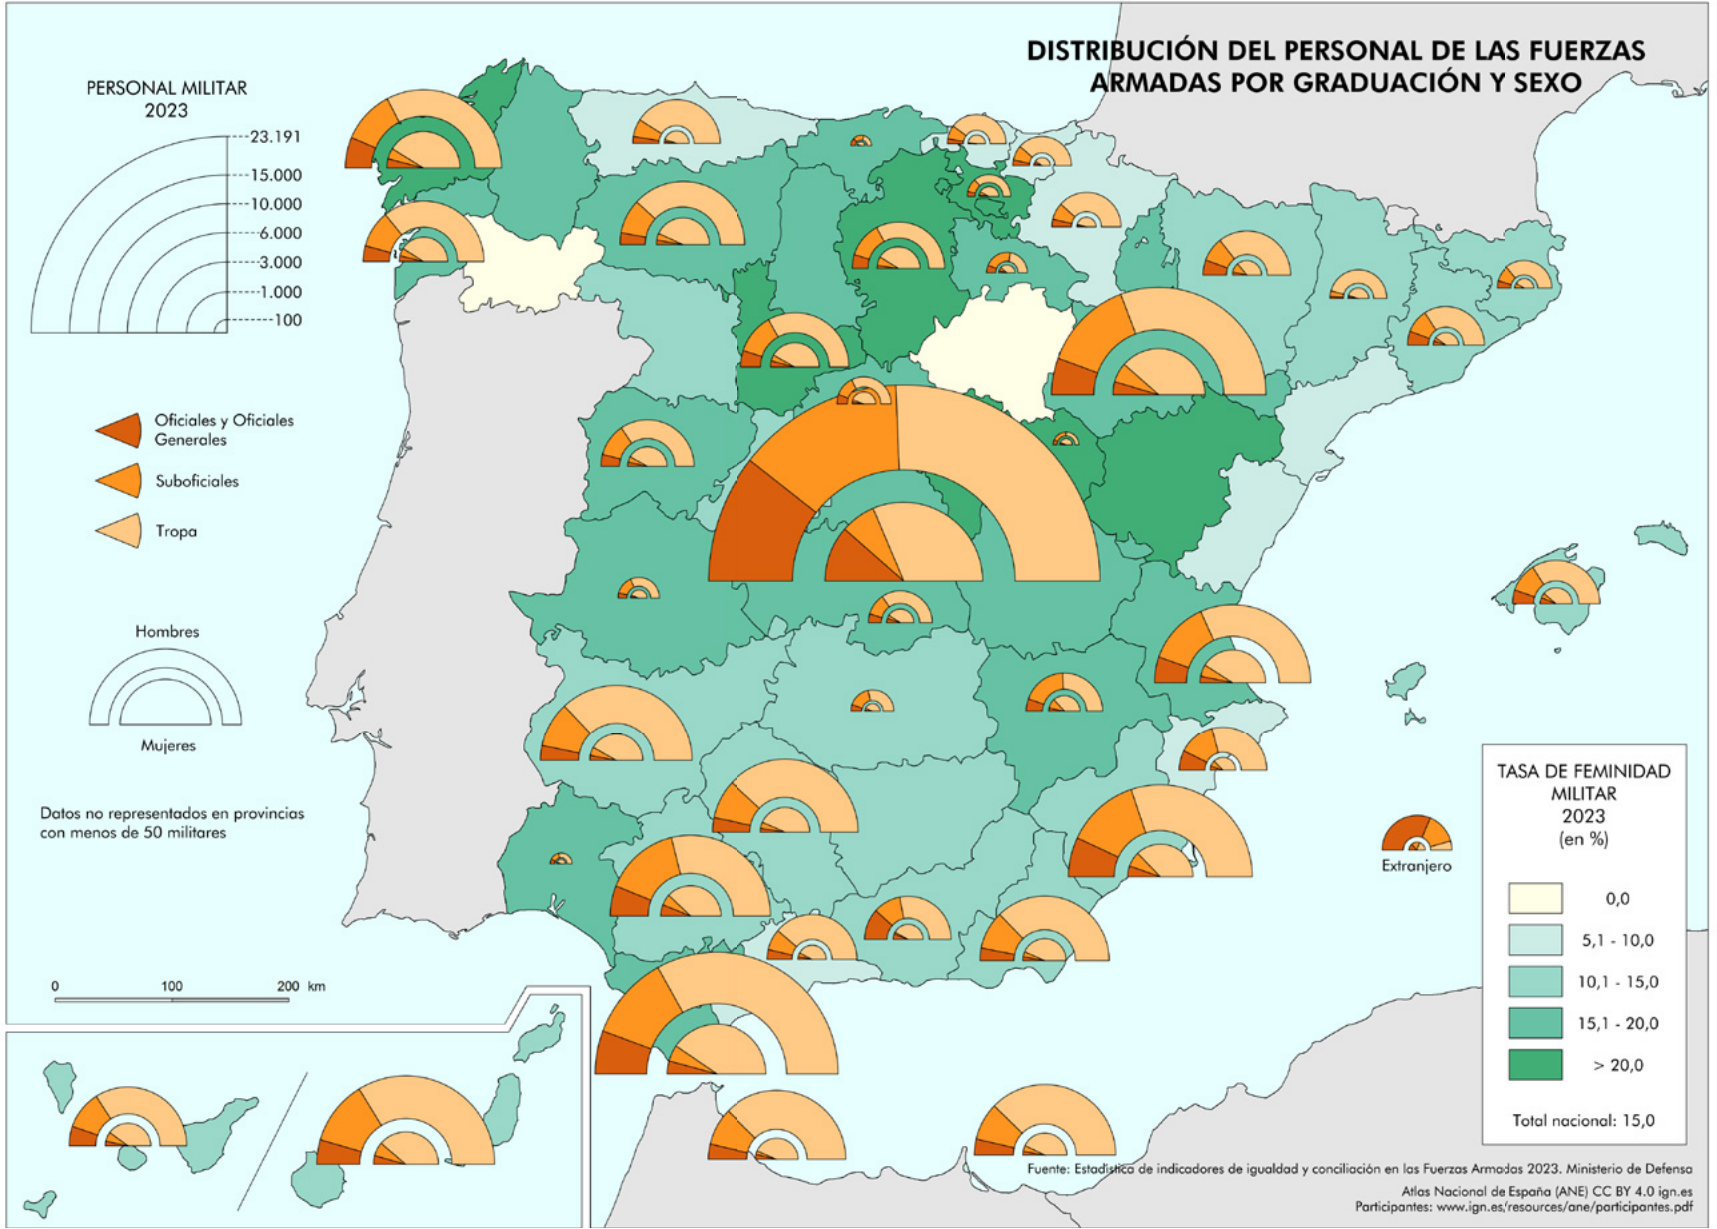 DISTRIBUCIÓN DEL PERSONAL DE LAS FUERZAS
ARMADAS POR GRADUACIÓN Y SEXO
PERSONAL MILITAR
2023
23.191
15.000
10.000
6.000
3.000
1.000
100
Oficiales y Oficiales
Generales
Suboficiales
Tropa
Hombres
Mujeres
Datos no representados en provincias
con menos de 50 militares
0 100 200 km
Extranjero
TASA DE FEMINIDAD
MILITAR
2023
(en %)
0,0
5,1 - 10,0
10,1 - 15,0
15,1 - 20,0
> 20,0
Total nacional: 15,0
Fuente: Estadística de indicadores de igualdad y conciliación en las Fuerzas Armadas 2023. Ministerio de Defensa
Atlas Nacional de España (ANE) CC BY 4.0 ign.es
Participantes: www.ign.es/resources/ane/participantes.pdf